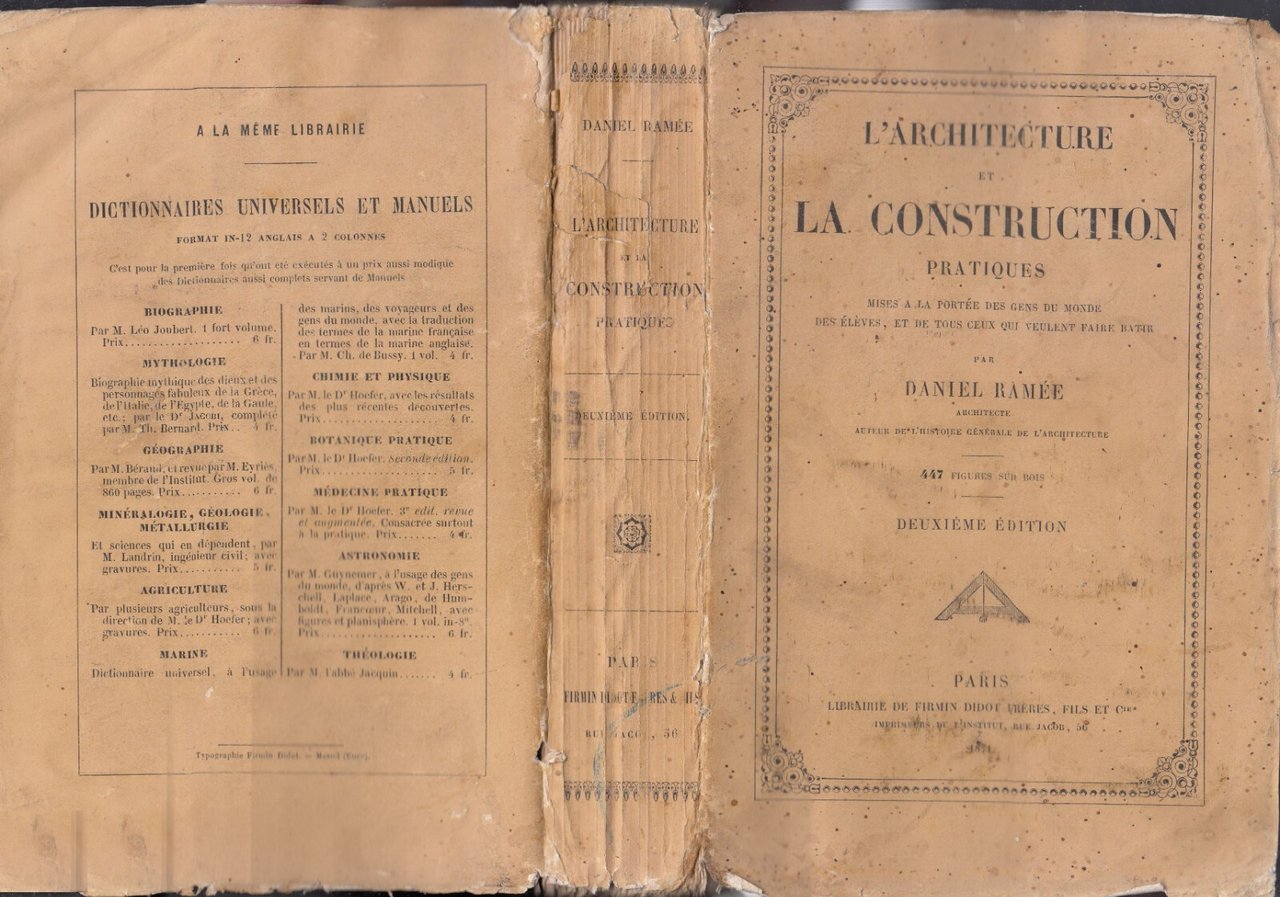 A LA MÊME LIBRAIRIE
DICTIONNAIRES UNIVERSELS ET MANUELS
FORMAT IN-12 ANGLAIS A 2 COLONNES
C'est pour la première fois qu'ont été exécutés à un prix aussi modique
des Dictionnaires aussi complets servant de Manuels
BIOGRAPHIE
Par M. Léo Joubert. 1 fort volume.
Prix................... 6 fr.
MYTHOLOGIE
Biographie mythique des dieux et des
personnages fabuleux de la Grèce,
de l'Italie, de l'Egypte, de la Gaule,
etc.; par le Dr JACOBI, complété
par M. Th. Bernard. Prix.. 4 fr.
GÉOGRAPHIE
Par M. Béraud, et revue par M. Eyriès,
membre de l'Institut. Gros vol. de
860 pages. Prix.......... 6 fr.
MINÉRALOGIE, GÉOLOGIE,
MÉTALLURGIE
Et sciences qui en dépendent, par
M. Landrin, ingénieur civil; avec
gravures. Prix.......... 5 fr.
AGRICULTURE
Par plusieurs agriculteurs, sous la
direction de M. le Dr Hoefer; avec
gravures. Prix.......... 6 fr.
MARINE
Dictionnaire universel, à l'usage
des marins, des voyageurs et des
gens du monde, avec la traduction
des termes de la marine française
en termes de la marine anglaise.
Par M. Ch. de Bussy. 1 vol. 4 fr.
CHIMIE ET PHYSIQUE
Par M. le Dr Hoefer, avec les résultats
des plus récentes découvertes.
Prix................... 4 fr.
BOTANIQUE PRATIQUE
Par M. le Dr Hoefer. Seconde édition.
Prix................... 5 fr.
MÉDECINE PRATIQUE
Par M. le Dr Hoefer. 3e edit. revue
et augmentée. Consacrée surtout
à la pratique. Prix....... 4 fr.
ASTRONOMIE
Par M. Guynemer, à l'usage des gens
du monde, d'après W. et J. Hers-
chell, Laplace, Arago, de Hum-
boldt, Francœur, Mitchell, avec
figures et planisphère. 1 vol. in-8°.
Prix................... 6 fr.
THÉOLOGIE
Par M. l'abbé Jacquin....... 4 fr.
Typographie Firmin Didot. — Mesnil (Eure).
DANIEL RAMÉE
L'ARCHITECTURE
ET LA
CONSTRUCTION
PRATIQUES
DEUXIÈME ÉDITION.
PARIS
FIRMIN DIDOT FRÈRES & FILS
RUE JACOB, 56
L'ARCHITECTURE
ET
LA CONSTRUCTION
PRATIQUES
MISES A LA PORTÉE DES GENS DU MONDE
DES ÉLÈVES, ET DE TOUS CEUX QUI VEULENT FAIRE BATIR
PAR
DANIEL RAMÉE
ARCHITECTE
AUTEUR DE L'HISTOIRE GÉNÉRALE DE L'ARCHITECTURE
447 FIGURES SUR BOIS
DEUXIÈME ÉDITION
PARIS
LIBRAIRIE DE FIRMIN DIDOT FRÈRES, FILS ET Cie
IMPRIMEURS DE L'INSTITUT, RUE JACOB, 56